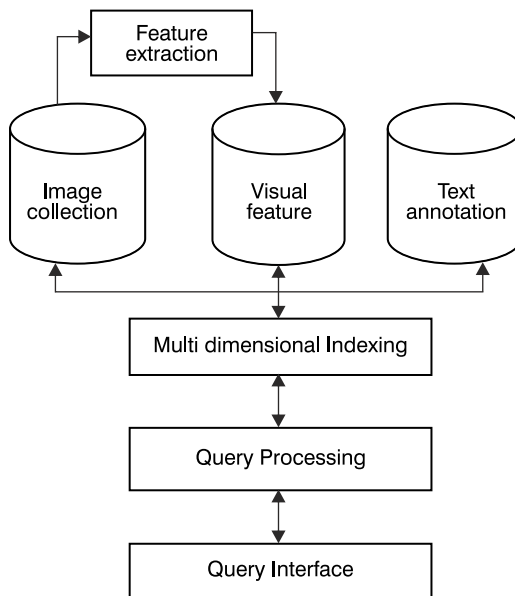 Feature
extraction
Image
collection
Visual
feature
Text
annotation
Multi dimensional Indexing
Query Processing
Query Interface